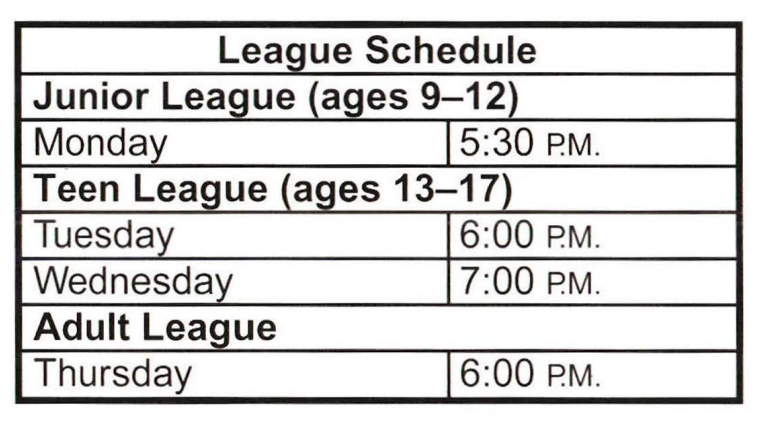 League Schedule
Junior League (ages 9–12)
Monday 5:30 P.M.
Teen League (ages 13–17)
Tuesday 6:00 P.M.
Wednesday 7:00 P.M.
Adult League
Thursday 6:00 P.M.